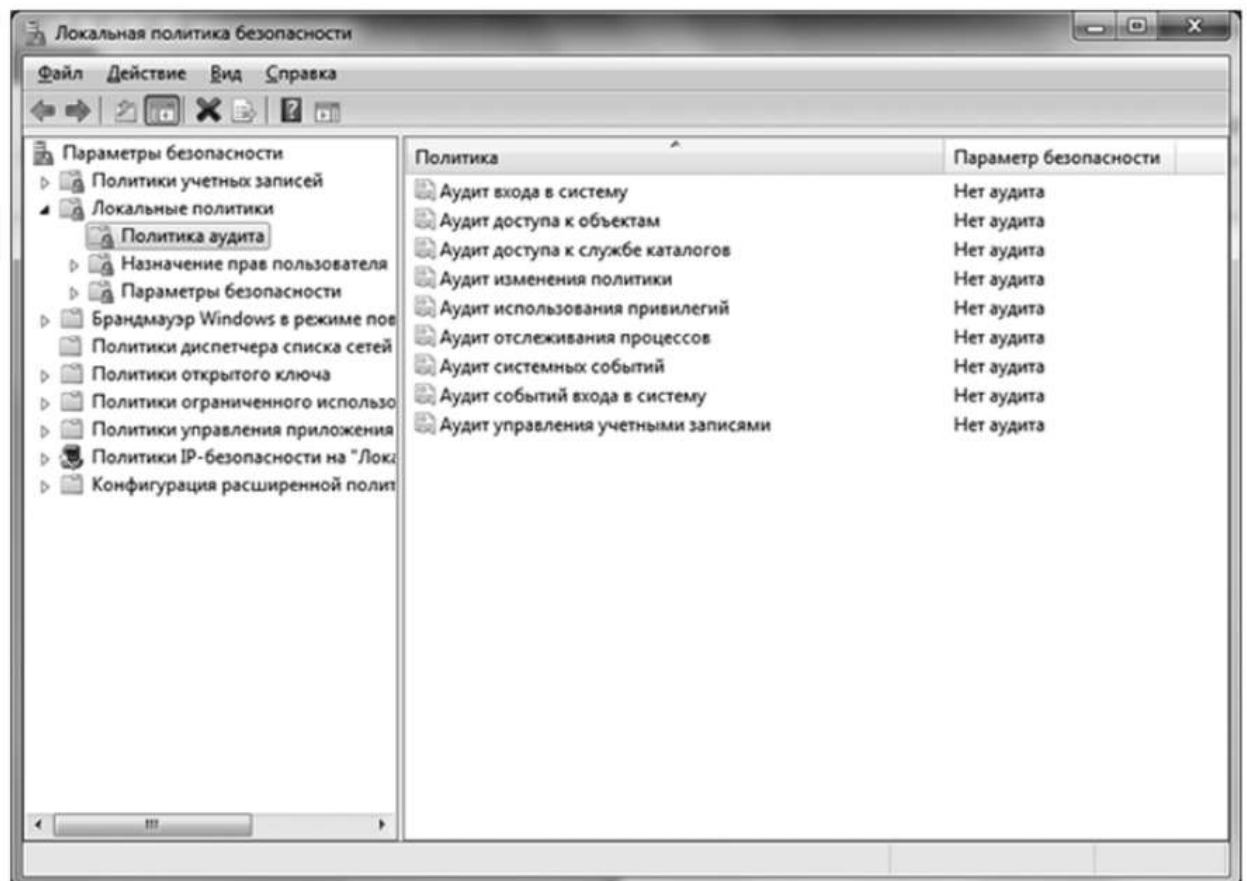 Локальная политика безопасности
Файл Действие Вид Справка
Параметры безопасности
Политики учетных записей
Локальные политики
Политика аудита
Назначение прав пользователя
Параметры безопасности
Брандмауэр Windows в режиме пов
Политики диспетчера списка сетей
Политики открытого ключа
Политики ограниченного использо
Политики управления приложения
Политики IP-безопасности на "Лока
Конфигурация расширенной полит
Политика Параметр безопасности
Аудит входа в систему Нет аудита
Аудит доступа к объектам Нет аудита
Аудит доступа к службе каталогов Нет аудита
Аудит изменения политики Нет аудита
Аудит использования привилегий Нет аудита
Аудит отслеживания процессов Нет аудита
Аудит системных событий Нет аудита
Аудит событий входа в систему Нет аудита
Аудит управления учетными записями Нет аудита